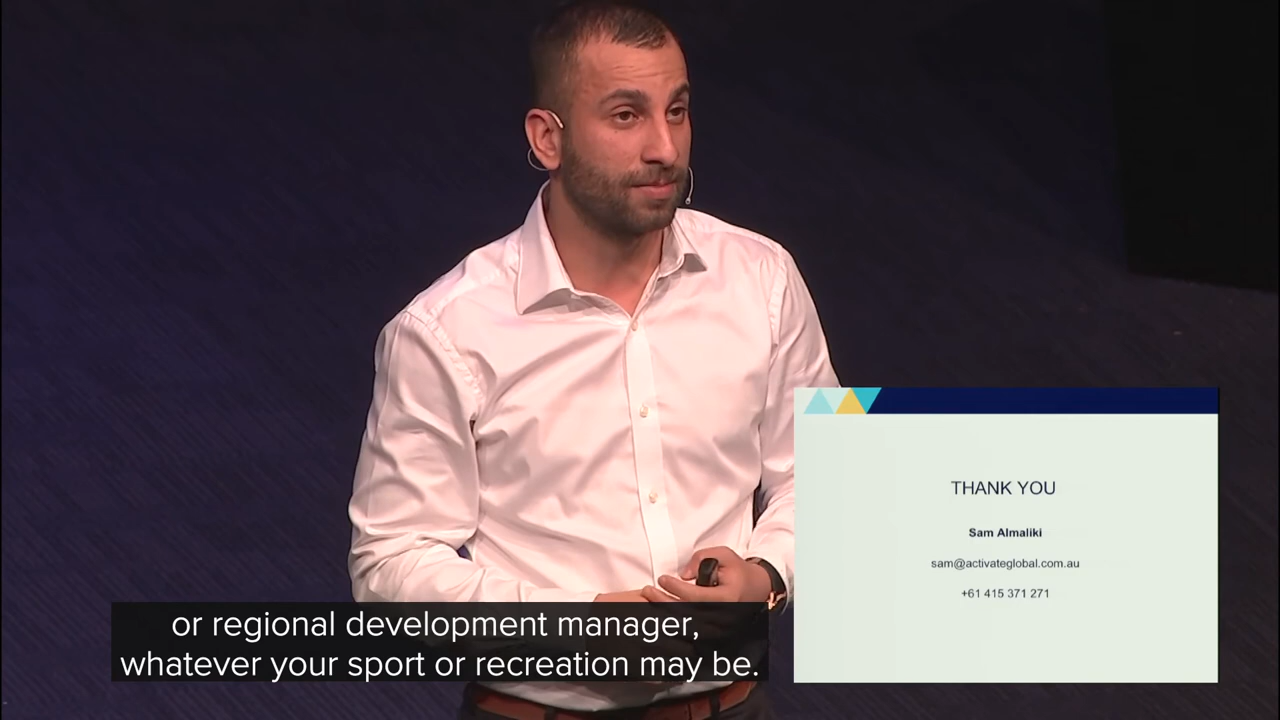 THANK YOU
Sam Almaliki
sam@activateglobal.com.au
+61 415 371 271
or regional development manager,
whatever your sport or recreation may be.